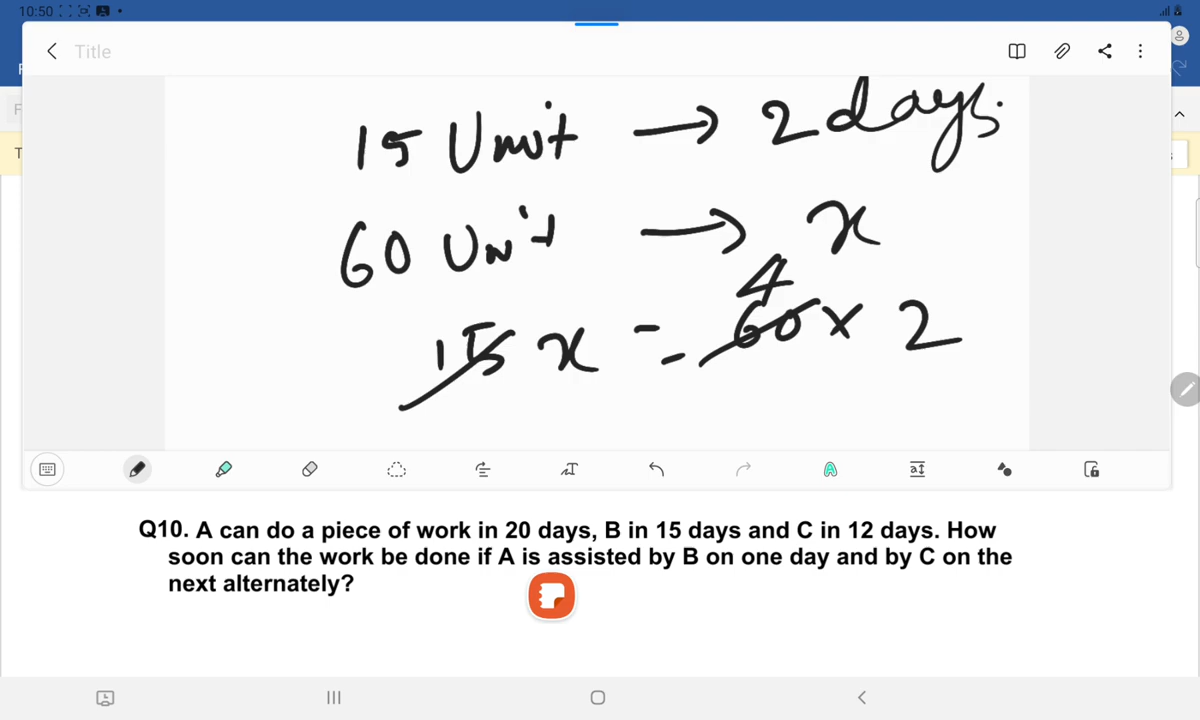 10:50
Title
15 Unit → 2 days.
60 Unit → x
4
15 x = 60 x 2
Q10. A can do a piece of work in 20 days, B in 15 days and C in 12 days. How
soon can the work be done if A is assisted by B on one day and by C on the
next alternately?